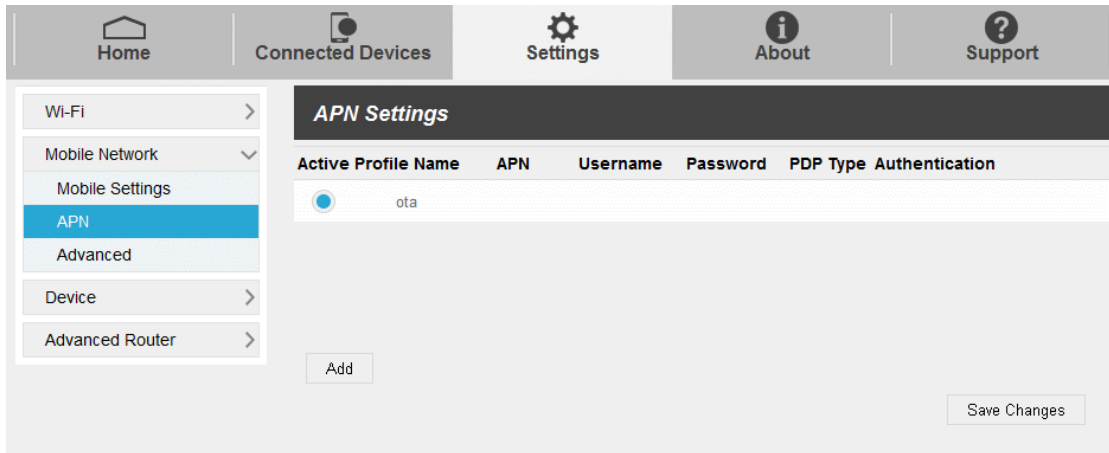 Home Connected Devices Settings About Support
Wi-Fi
APN Settings
Mobile Network
Active Profile Name APN Username Password PDP Type Authentication
Mobile Settings
ota
APN
Advanced
Device
Advanced Router
Add
Save Changes